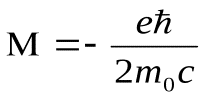 M = - eħ / 2m₀c